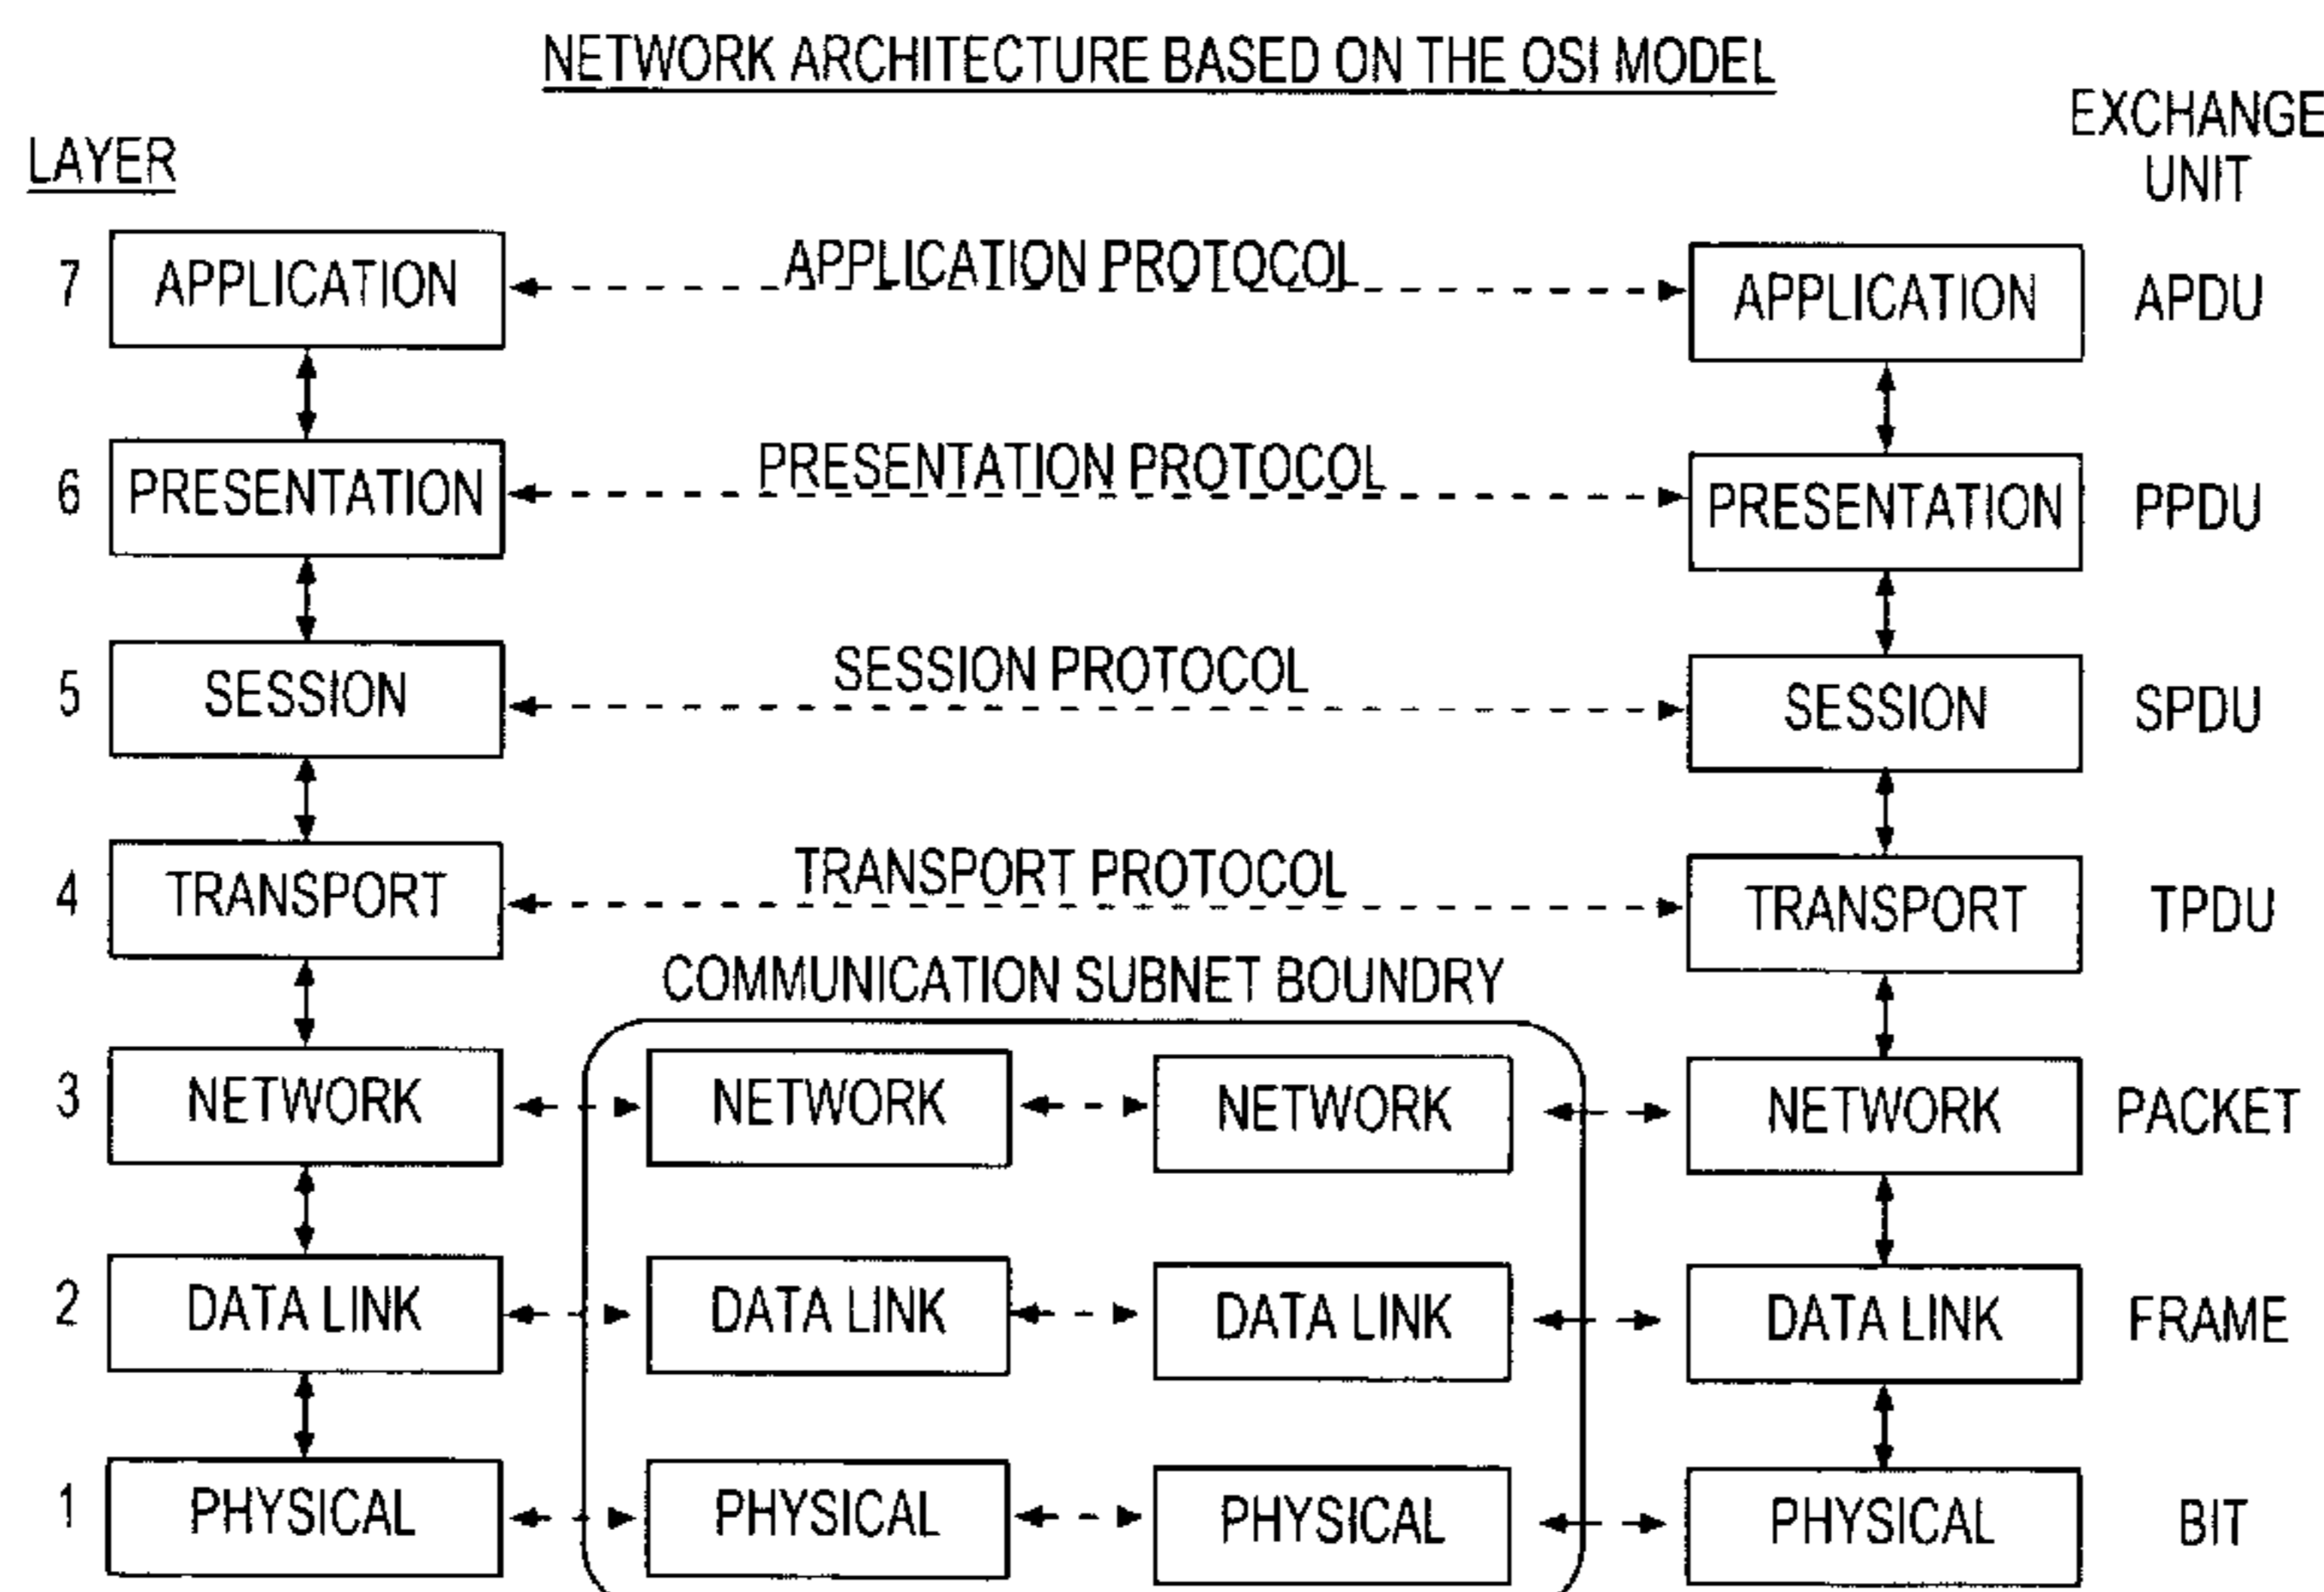 NETWORK ARCHITECTURE BASED ON THE OSI MODEL
LAYER
EXCHANGE
UNIT
7 APPLICATION APPLICATION PROTOCOL APPLICATION APDU
6 PRESENTATION PRESENTATION PROTOCOL PRESENTATION PPDU
5 SESSION SESSION PROTOCOL SESSION SPDU
4 TRANSPORT TRANSPORT PROTOCOL TRANSPORT TPDU
COMMUNICATION SUBNET BOUNDRY
3 NETWORK NETWORK NETWORK NETWORK PACKET
2 DATA LINK DATA LINK DATA LINK DATA LINK FRAME
1 PHYSICAL PHYSICAL PHYSICAL PHYSICAL BIT